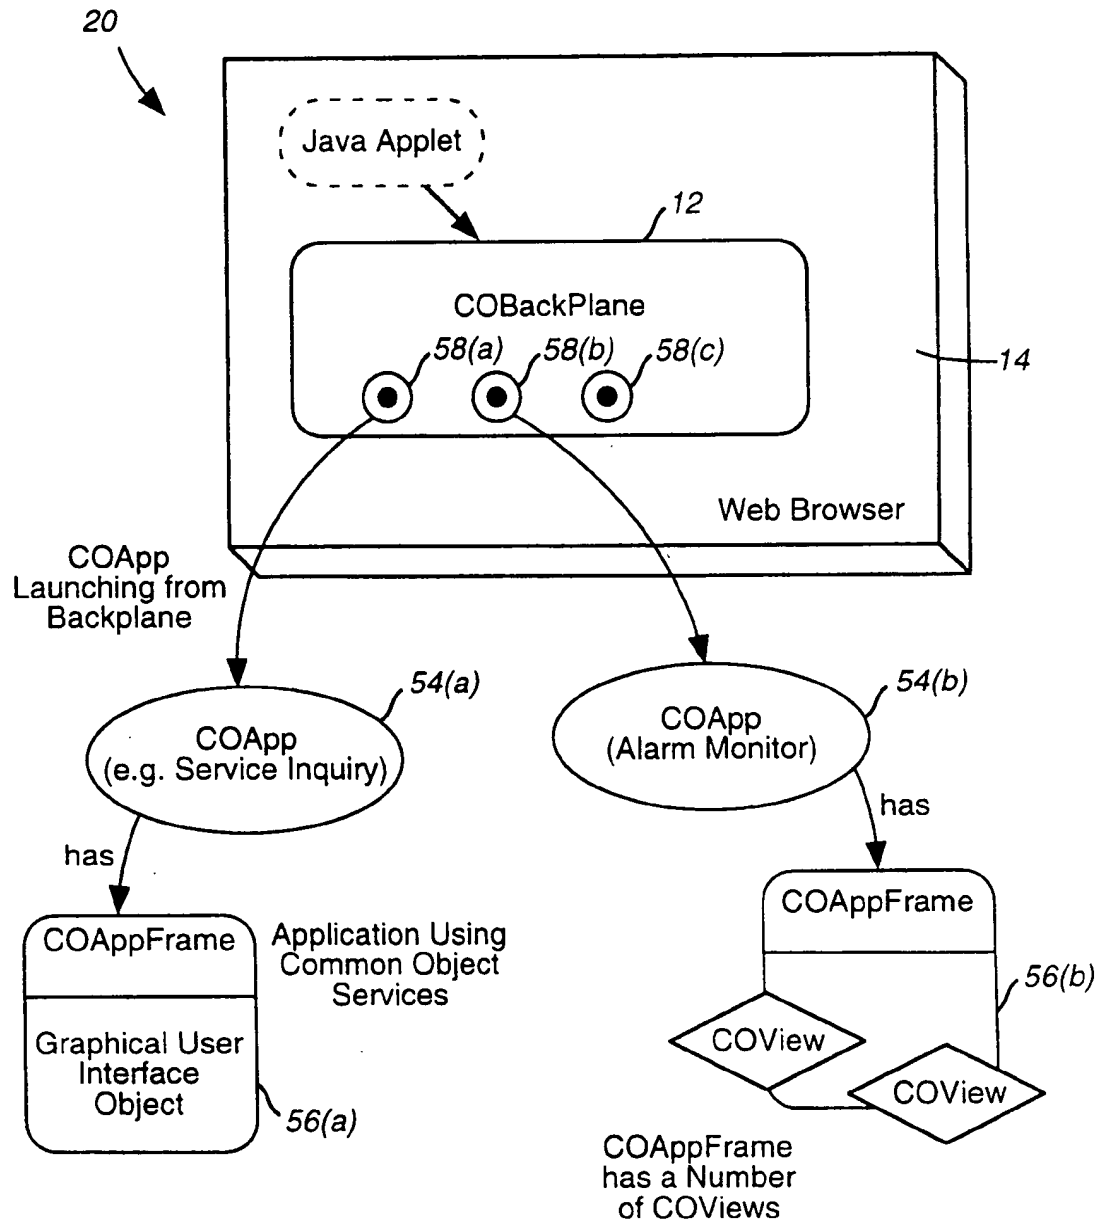 20
Java Applet
12
COBackPlane
58(a)
58(b)
58(c)
14
Web Browser
COApp
Launching from
Backplane
54(a)
COApp
(e.g. Service Inquiry)
54(b)
COApp
(Alarm Monitor)
has
has
COAppFrame
Graphical User
Interface
Object
56(a)
Application Using
Common Object
Services
COAppFrame
56(b)
COView
COView
COAppFrame
has a Number
of COViews